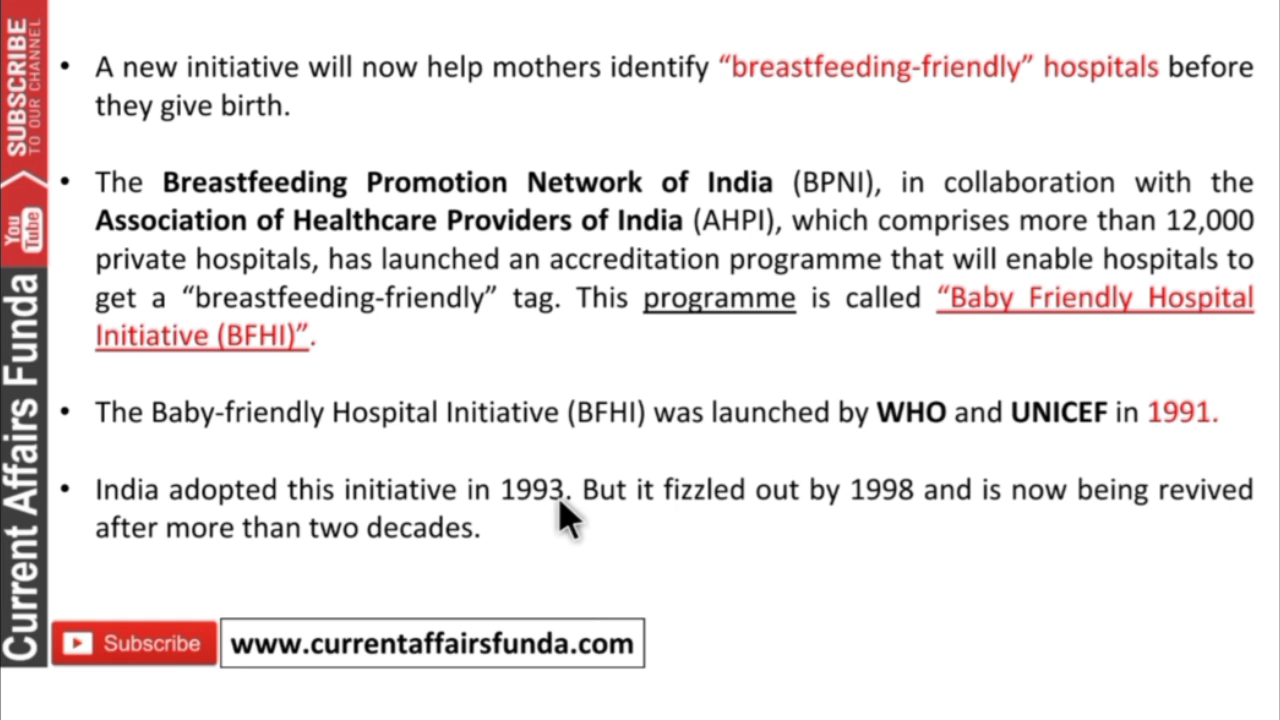 • A new initiative will now help mothers identify “breastfeeding-friendly” hospitals before
they give birth.
• The Breastfeeding Promotion Network of India (BPNI), in collaboration with the
Association of Healthcare Providers of India (AHPI), which comprises more than 12,000
private hospitals, has launched an accreditation programme that will enable hospitals to
get a “breastfeeding-friendly” tag. This programme is called “Baby Friendly Hospital
Initiative (BFHI)”.
• The Baby-friendly Hospital Initiative (BFHI) was launched by WHO and UNICEF in 1991.
• India adopted this initiative in 1993. But it fizzled out by 1998 and is now being revived
after more than two decades.
Current Affairs Funda
You Tube
SUBSCRIBE
TO OUR CHANNEL
Subscribe
www.currentaffairsfunda.com